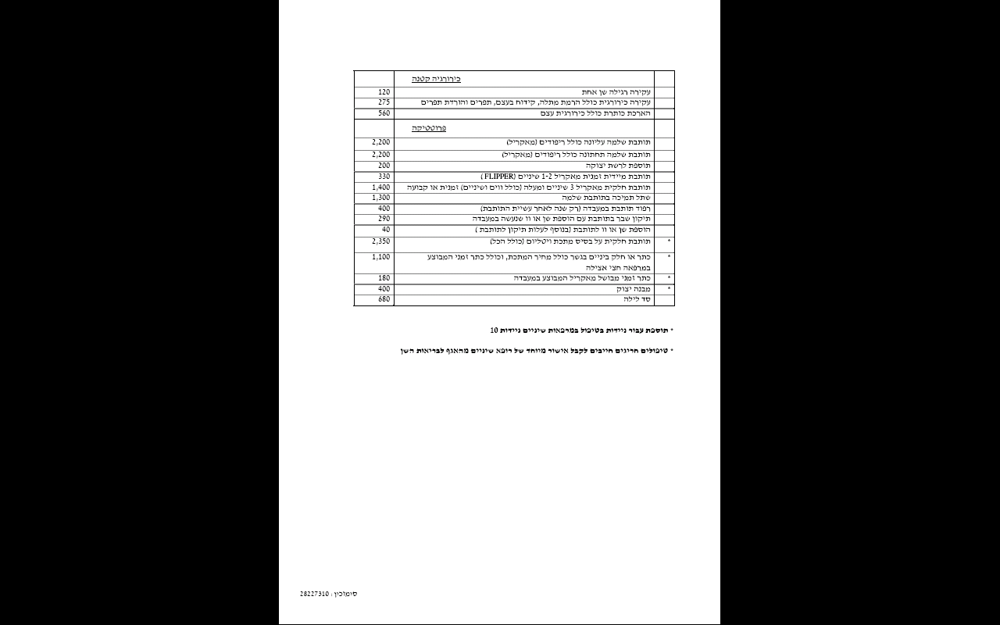 כירורגיה קטנה
עקירה רגילה שן אחת 120
עקירה כירורגית כולל הרמת מתלה, קידוח בעצם, תפרים והורדת תפרים 275
הארכת כותרת כולל כירורגית עצם 560
פרוטטיקה
תותבת שלמה עליונה כולל ריפודים (מאקריל) 2,200
תותבת שלמה תחתונה כולל ריפודים (מאקריל) 2,200
תוספת לרשת יצוקה 200
תותבת מיידית זמנית מאקריל 1-2 שיניים (FLIPPER ) 330
תותבת חלקית מאקריל 3 שיניים ומעלה (כולל ווים ושיניים) זמנית או קבועה 1,400
שתל תמיכה בתותבת שלמה 1,300
רפוד תותבת במעבדה (רק שנה לאחר עשיית התותבת) 400
תיקון שבר בתותבת עם הוספת שן או וו שנעשה במעבדה 290
הוספת שן או וו לתותבת (בנוסף לעלות תיקון לתותבת ) 40
* תותבת חלקית על בסיס מתכת ויטליום (כולל הכל) 2,350
* כתר או חלק ביניים בגשר כולל מחיר המתכת, וכולל כתר זמני המבוצע 1,100
במרפאה חצי אצילה
* כתר זמני מבושל מאקריל המבוצע במעבדה 180
* מבנה יצוק 400
סד לילה 680
* תוספת עבור ניידות בטיפול במרפאות שיניים ניידות 10
* טיפולים חריגים חייבים לקבל אישור מיוחד של רופא שיניים מהאגף לבריאות השן
סימוכין : 28227310